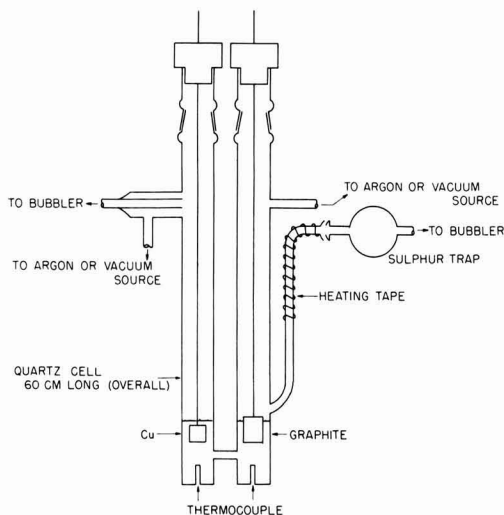 TO BUBBLER
TO ARGON OR VACUUM
SOURCE
TO ARGON OR VACUUM
SOURCE
TO BUBBLER
SULPHUR TRAP
HEATING TAPE
QUARTZ CELL
60 CM LONG (OVERALL)
Cu
GRAPHITE
THERMOCOUPLE